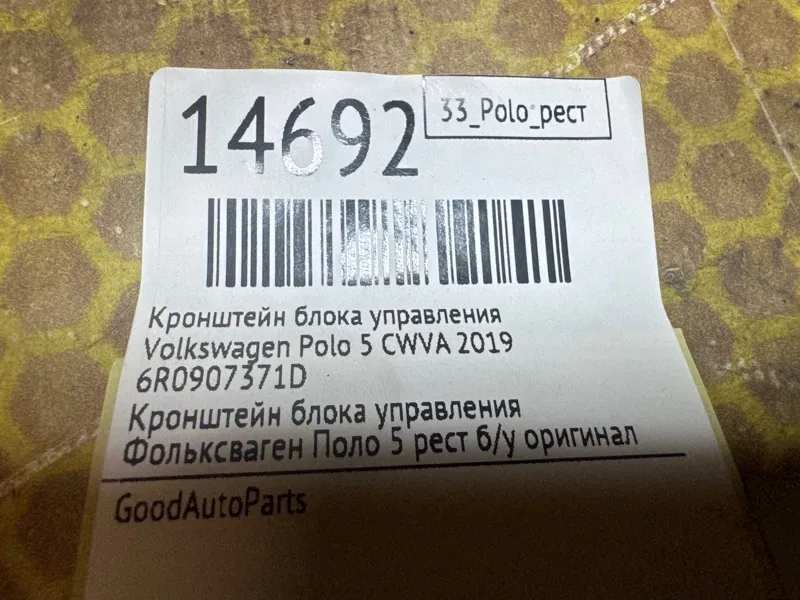 14692
33_Polo_рест
Кронштейн блока управления
Volkswagen Polo 5 CWVA 2019
6R0907371D
Кронштейн блока управления
Фольксваген Поло 5 рест б/у оригинал
GoodAutoParts